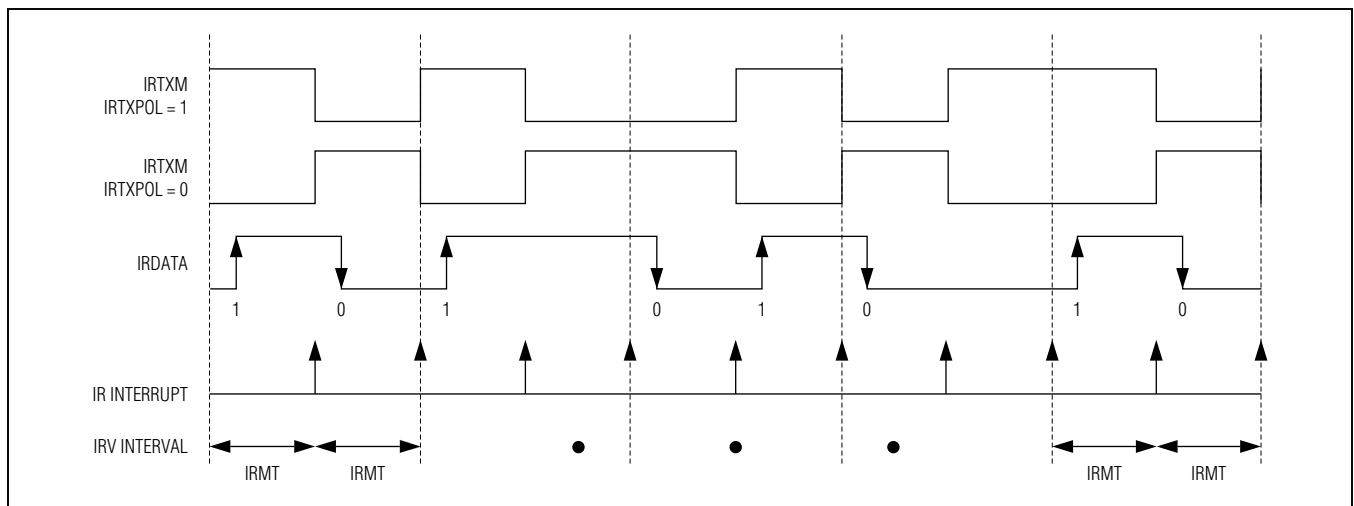 IRTXM
IRTXPOL = 1
IRTXM
IRTXPOL = 0
IRDATA
1 0 1 0 1 0 1 0
IR INTERRUPT
IRV INTERVAL
IRMT IRMT IRMT IRMT